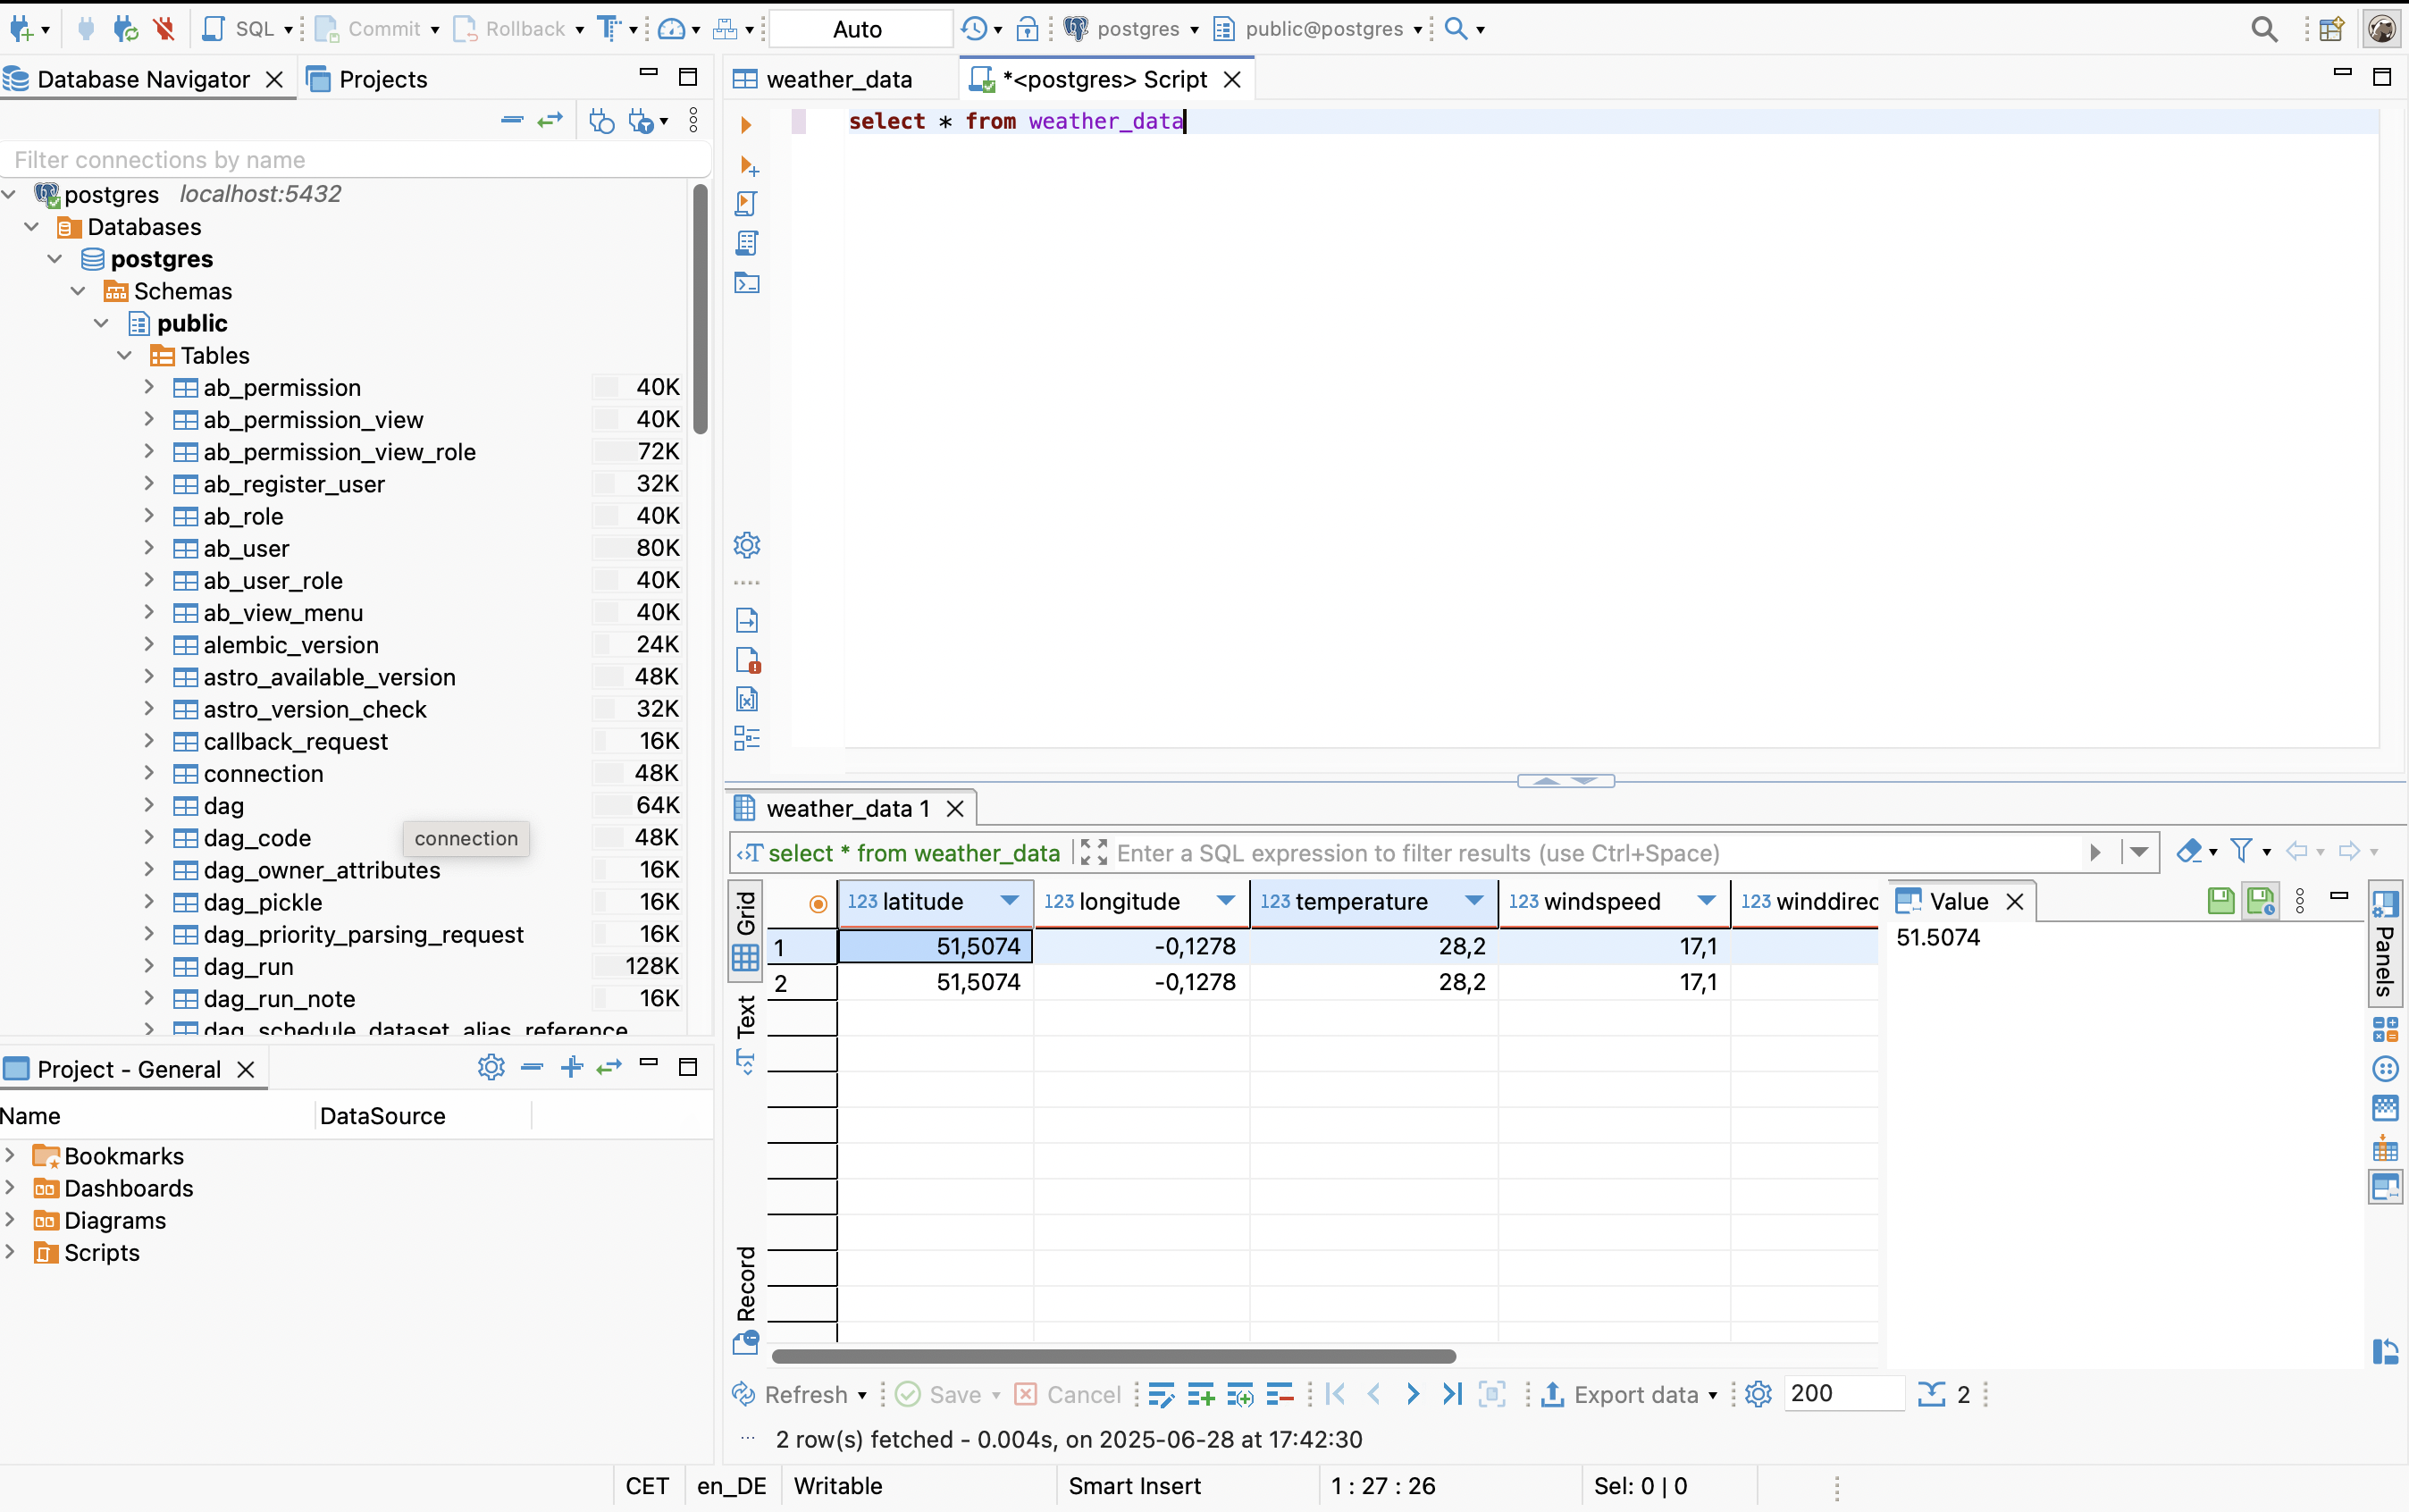 SQL Commit Rollback Auto postgres public@postgres
Database Navigator Projects
Filter connections by name
postgres localhost:5432
Databases
postgres
Schemas
public
Tables
ab_permission 40K
ab_permission_view 40K
ab_permission_view_role 72K
ab_register_user 32K
ab_role 40K
ab_user 80K
ab_user_role 40K
ab_view_menu 40K
alembic_version 24K
astro_available_version 48K
astro_version_check 32K
callback_request 16K
connection 48K
dag 64K
dag_code 48K
connection
dag_owner_attributes 16K
dag_pickle 16K
dag_priority_parsing_request 16K
dag_run 128K
dag_run_note 16K
dag_schedule_dataset_alias_reference
Project - General
Name DataSource
Bookmarks
Dashboards
Diagrams
Scripts
weather_data *<postgres> Script
select * from weather_data
weather_data 1
select * from weather_data Enter a SQL expression to filter results (use Ctrl+Space)
Grid
Text
Record
123 latitude 123 longitude 123 temperature 123 windspeed 123 winddirec
1 51,5074 -0,1278 28,2 17,1
2 51,5074 -0,1278 28,2 17,1
Value
51.5074
Panels
Refresh Save Cancel Export data 200 2
2 row(s) fetched - 0.004s, on 2025-06-28 at 17:42:30
CET en_DE Writable Smart Insert 1 : 27 : 26 Sel: 0 | 0